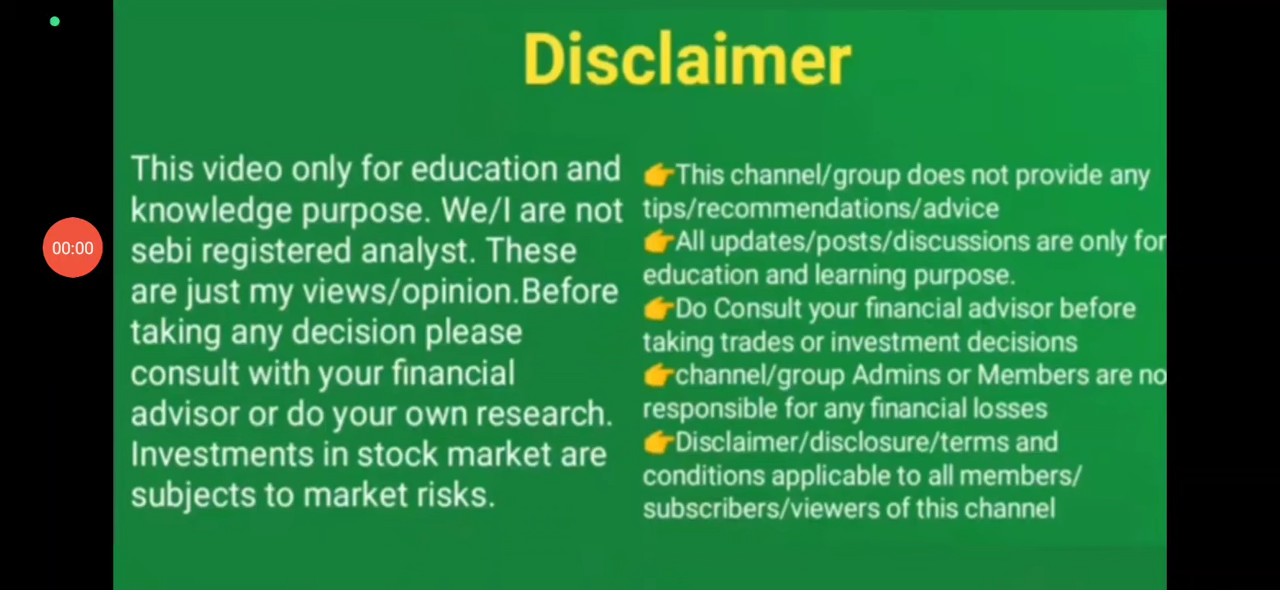 Disclaimer
This video only for education and
knowledge purpose. We/I are not
sebi registered analyst. These
are just my views/opinion.Before
taking any decision please
consult with your financial
advisor or do your own research.
Investments in stock market are
subjects to market risks.
👉This channel/group does not provide any
tips/recommendations/advice
👉All updates/posts/discussions are only for
education and learning purpose.
👉Do Consult your financial advisor before
taking trades or investment decisions
👉channel/group Admins or Members are no
responsible for any financial losses
👉Disclaimer/disclosure/terms and
conditions applicable to all members/
subscribers/viewers of this channel
00:00